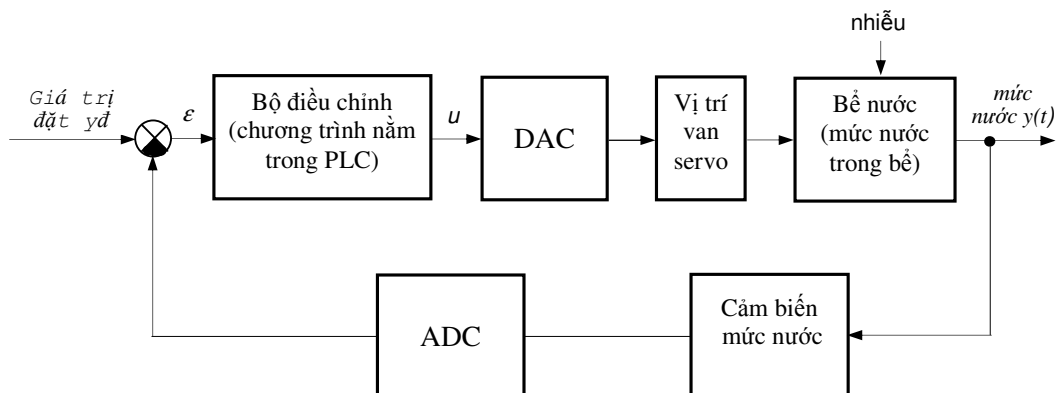 nhiễu
Giá trị
đặt yđ
ε
Bộ điều chỉnh
(chương trình nằm
trong PLC)
u
DAC
Vị trí
van
servo
Bể nước
(mức nước
trong bể)
mức
nước y(t)
ADC
Cảm biến
mức nước